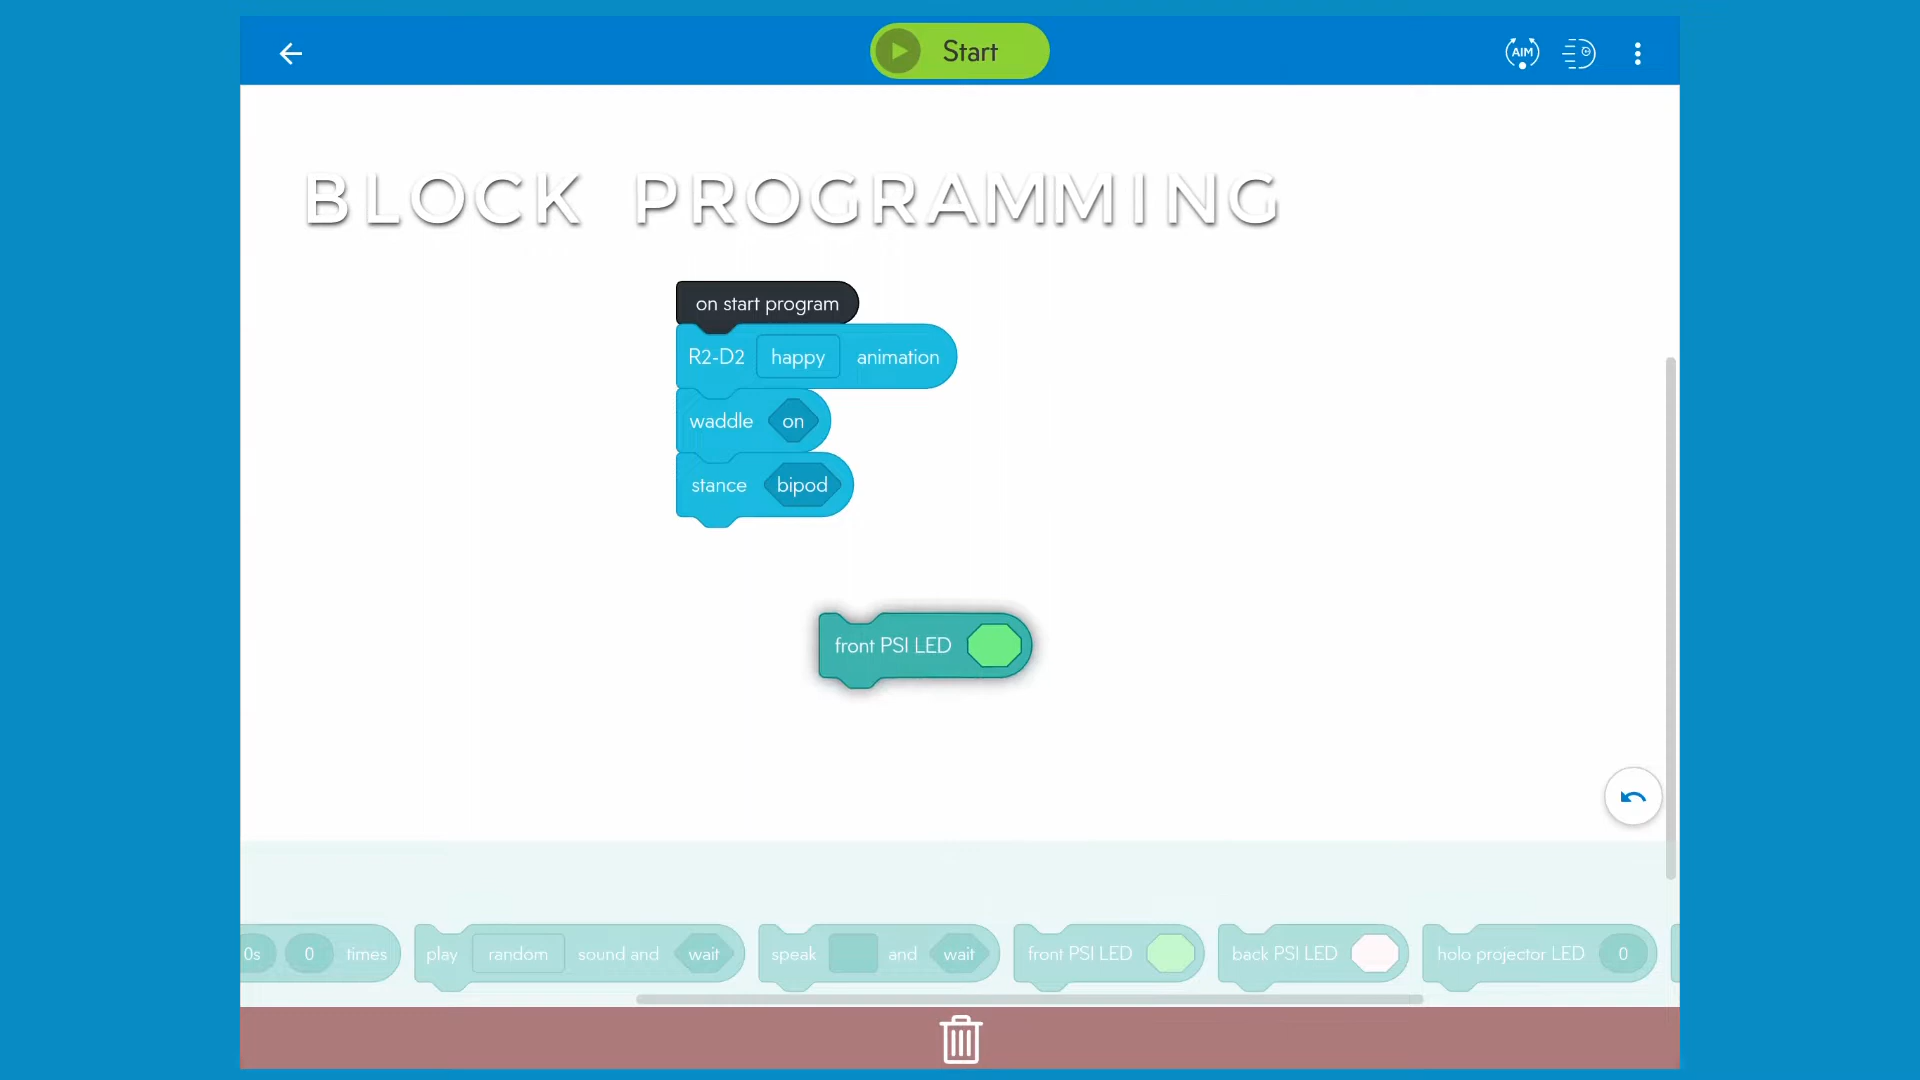 Start
AIM
BLOCK PROGRAMMING
on start program
R2-D2 happy animation
waddle on
stance bipod
front PSI LED
0s 0 times play random sound and wait speak and wait front PSI LED back PSI LED holo projector LED 0